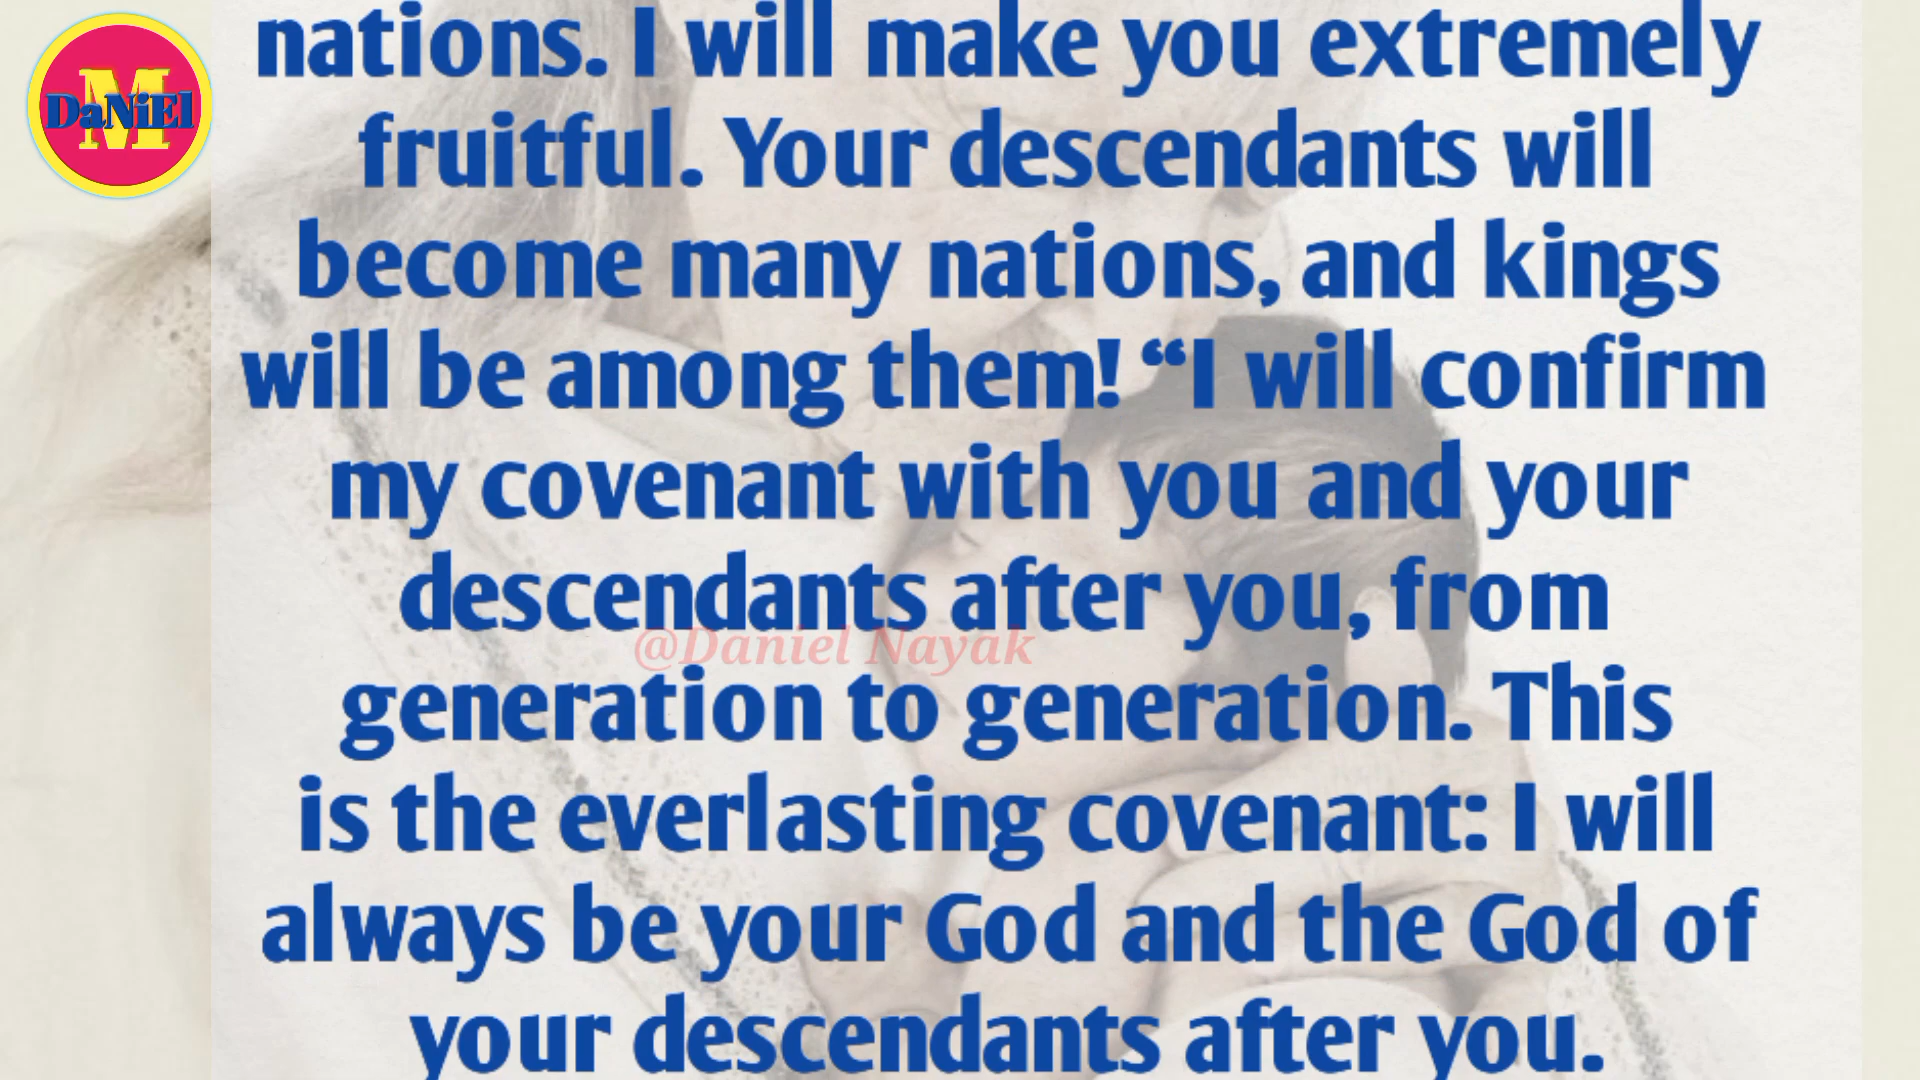 M
DaNiEl
nations. I will make you extremely
fruitful. Your descendants will
become many nations, and kings
will be among them! “I will confirm
my covenant with you and your
descendants after you, from
@Daniel Nayak
generation to generation. This
is the everlasting covenant: I will
always be your God and the God of
your descendants after you.